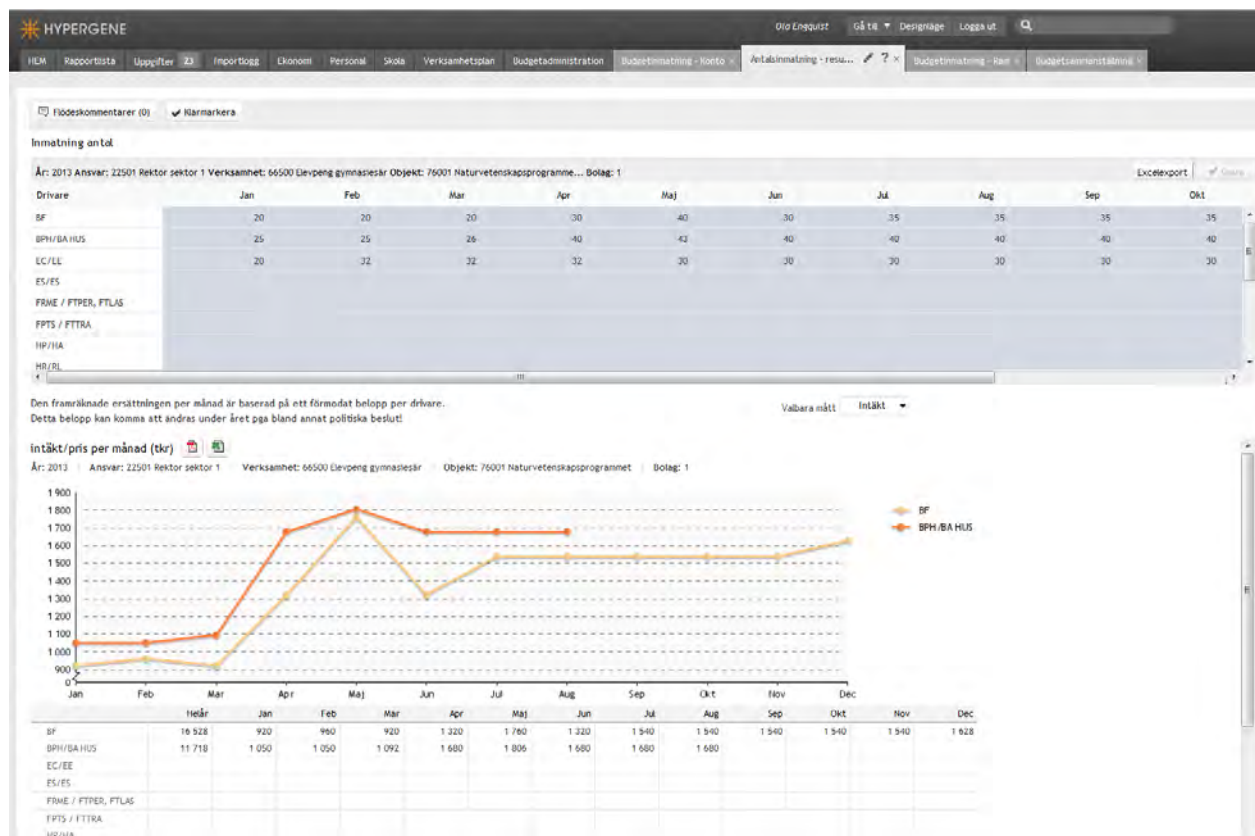 HYPERGENE
Ola Engquist Gå till Designläge Logga ut
HEM Rapportlista Uppgifter 23 Importlogg Ekonomi Personal Skola Verksamhetsplan Budgetadministration Budgetinmatning - Konto × Antalsinmatning - resu... ? × Budgetinmatning - Ram × Budgetsammanställning ×
Flödeskommentarer (0) Klarmarkera
Inmatning antal
År: 2013 Ansvar: 22501 Rektor sektor 1 Verksamhet: 66500 Elevpeng gymnasiesär Objekt: 76001 Naturvetenskapsprogramme... Bolag: 1 Excelexport
Drivare Jan Feb Mar Apr Maj Jun Jul Aug Sep Okt
BF 20 20 20 30 40 30 35 35 35 35
BPH/BA HUS 25 25 26 40 43 40 40 40 40 40
EC/EE 20 32 32 32 30 30 30 30 30 30
ES/ES
FRME / FTPER, FTLAS
FPTS / FTTRA
HP/HA
HR/RL
Den framräknade ersättningen per månad är baserad på ett förmodat belopp per drivare.
Detta belopp kan komma att ändras under året pga bland annat politiska beslut!
Valbara mått Intäkt
intäkt/pris per månad (tkr)
År: 2013 Ansvar: 22501 Rektor sektor 1 Verksamhet: 66500 Elevpeng gymnasiesär Objekt: 76001 Naturvetenskapsprogrammet Bolag: 1
1 900
1 800
1 700
1 600
1 500
1 400
1 300
1 200
1 100
1 000
900
0
BF
BPH /BA HUS
Jan Feb Mar Apr Maj Jun Jul Aug Sep Okt Nov Dec
Helår Jan Feb Mar Apr Maj Jun Jul Aug Sep Okt Nov Dec
BF 16 528 920 960 920 1 320 1 760 1 320 1 540 1 540 1 540 1 540 1 540 1 628
BPH/BA HUS 11 718 1 050 1 050 1 092 1 680 1 806 1 680 1 680 1 680
EC/EE
ES/ES
FRME / FTPER, FTLAS
FPTS / FTTRA
HP/HA